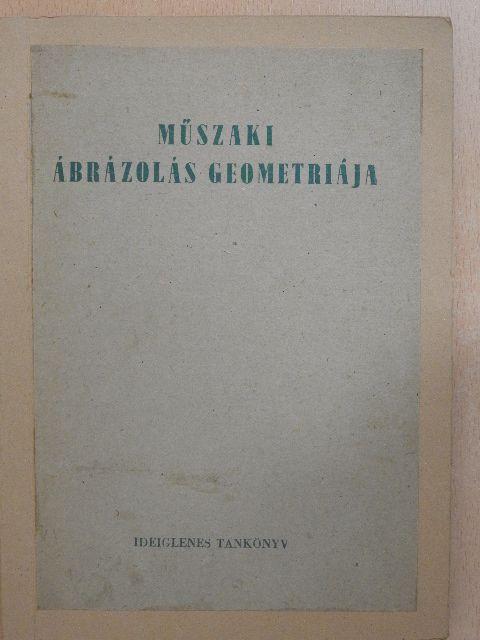 MŰSZAKI
ÁBRÁZOLÁS GEOMETRIÁJA
IDEIGLENES TANKÖNYV